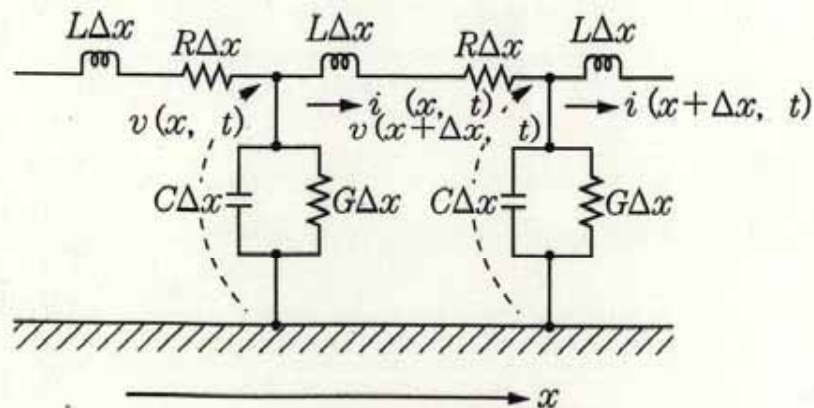 LΔx
RΔx
LΔx
RΔx
LΔx
v(x, t)
i (x, t)
v(x+Δx, t)
i(x+Δx, t)
CΔx
GΔx
CΔx
GΔx
x